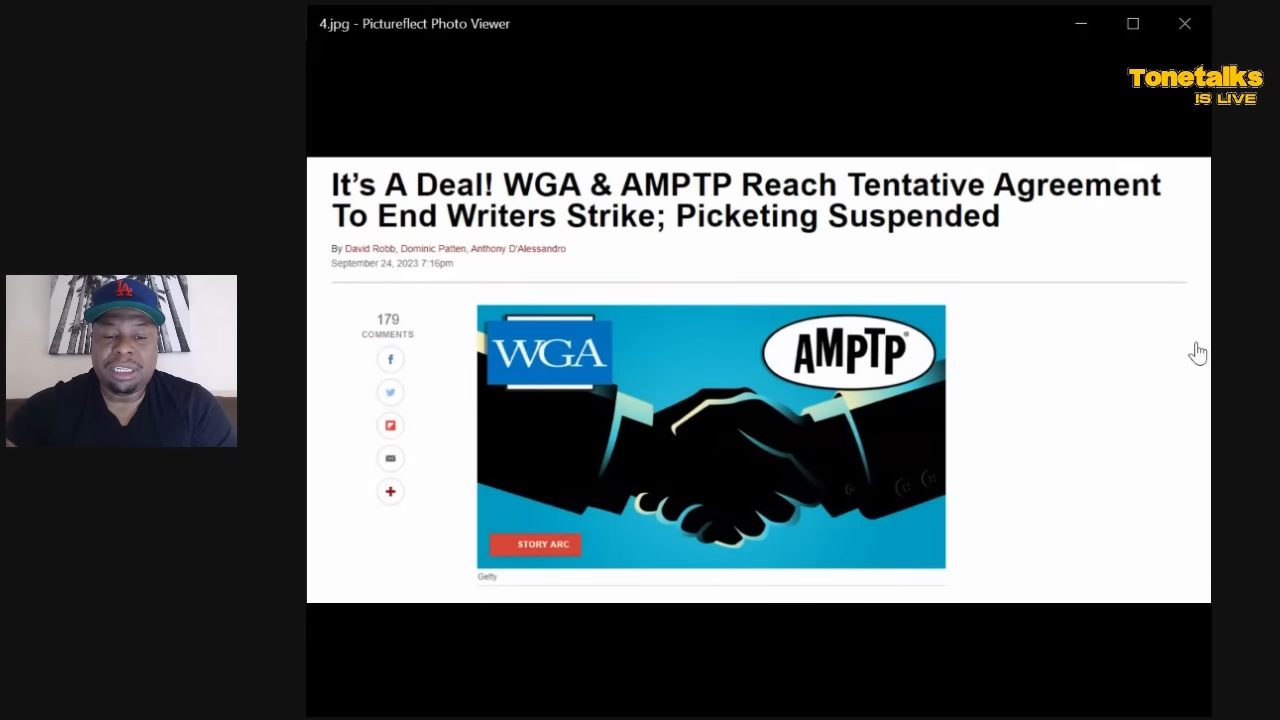 4.jpg - Pictureflect Photo Viewer
Tonetalks
IS LIVE
It's A Deal! WGA & AMPTP Reach Tentative Agreement
To End Writers Strike; Picketing Suspended
By David Robb, Dominic Patten, Anthony D'Alessandro
September 24, 2023 7:16pm
179
COMMENTS
WGA
AMPTP
STORY ARC
Getty
LA